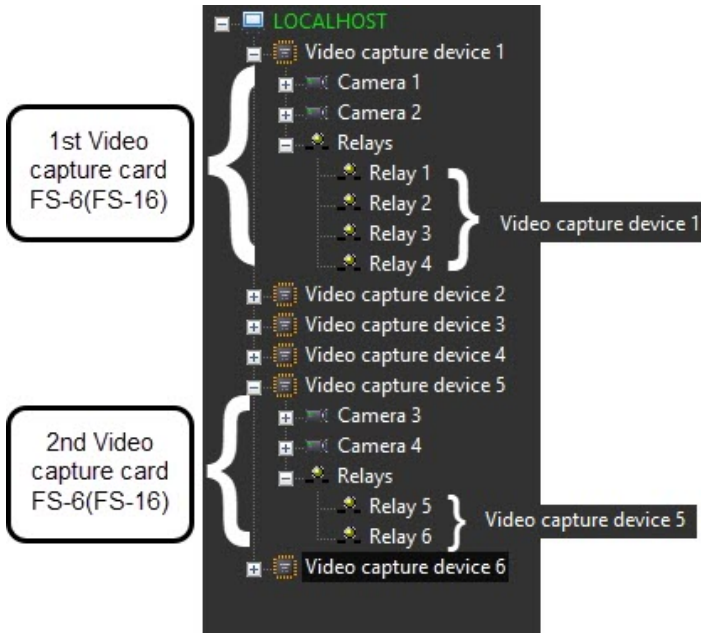 LOCALHOST
Video capture device 1
Camera 1
Camera 2
Relays
Relay 1
Relay 2
Relay 3
Relay 4
1st Video
capture card
FS-6(FS-16)
Video capture device 1
Video capture device 2
Video capture device 3
Video capture device 4
Video capture device 5
Camera 3
Camera 4
Relays
Relay 5
Relay 6
2nd Video
capture card
FS-6(FS-16)
Video capture device 5
Video capture device 6